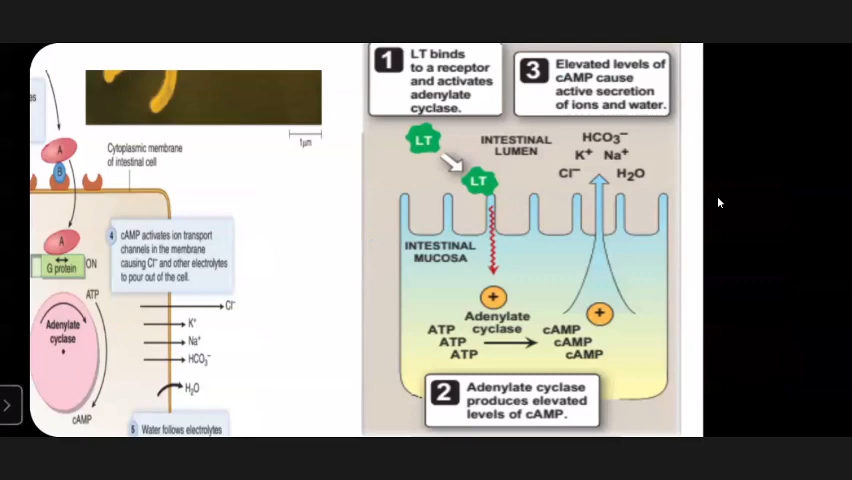 es
A
B
Cytoplasmic membrane
of intestinal cell
1μm
A
G protein
ON
ATP
Adenylate
cyclase
cAMP
4
cAMP activates ion transport
channels in the membrane
causing Cl⁻ and other electrolytes
to pour out of the cell.
Cl⁻
K⁺
Na⁺
HCO₃⁻
H₂O
5 Water follows electrolytes
1
LT binds
to a receptor
and activates
adenylate
cyclase.
3
Elevated levels of
cAMP cause
active secretion
of ions and water.
LT
LT
INTESTINAL
LUMEN
HCO₃⁻
K⁺ Na⁺
Cl⁻ H₂O
INTESTINAL
MUCOSA
+
Adenylate
cyclase
ATP
ATP
ATP
+
cAMP
cAMP
cAMP
2
Adenylate cyclase
produces elevated
levels of cAMP.